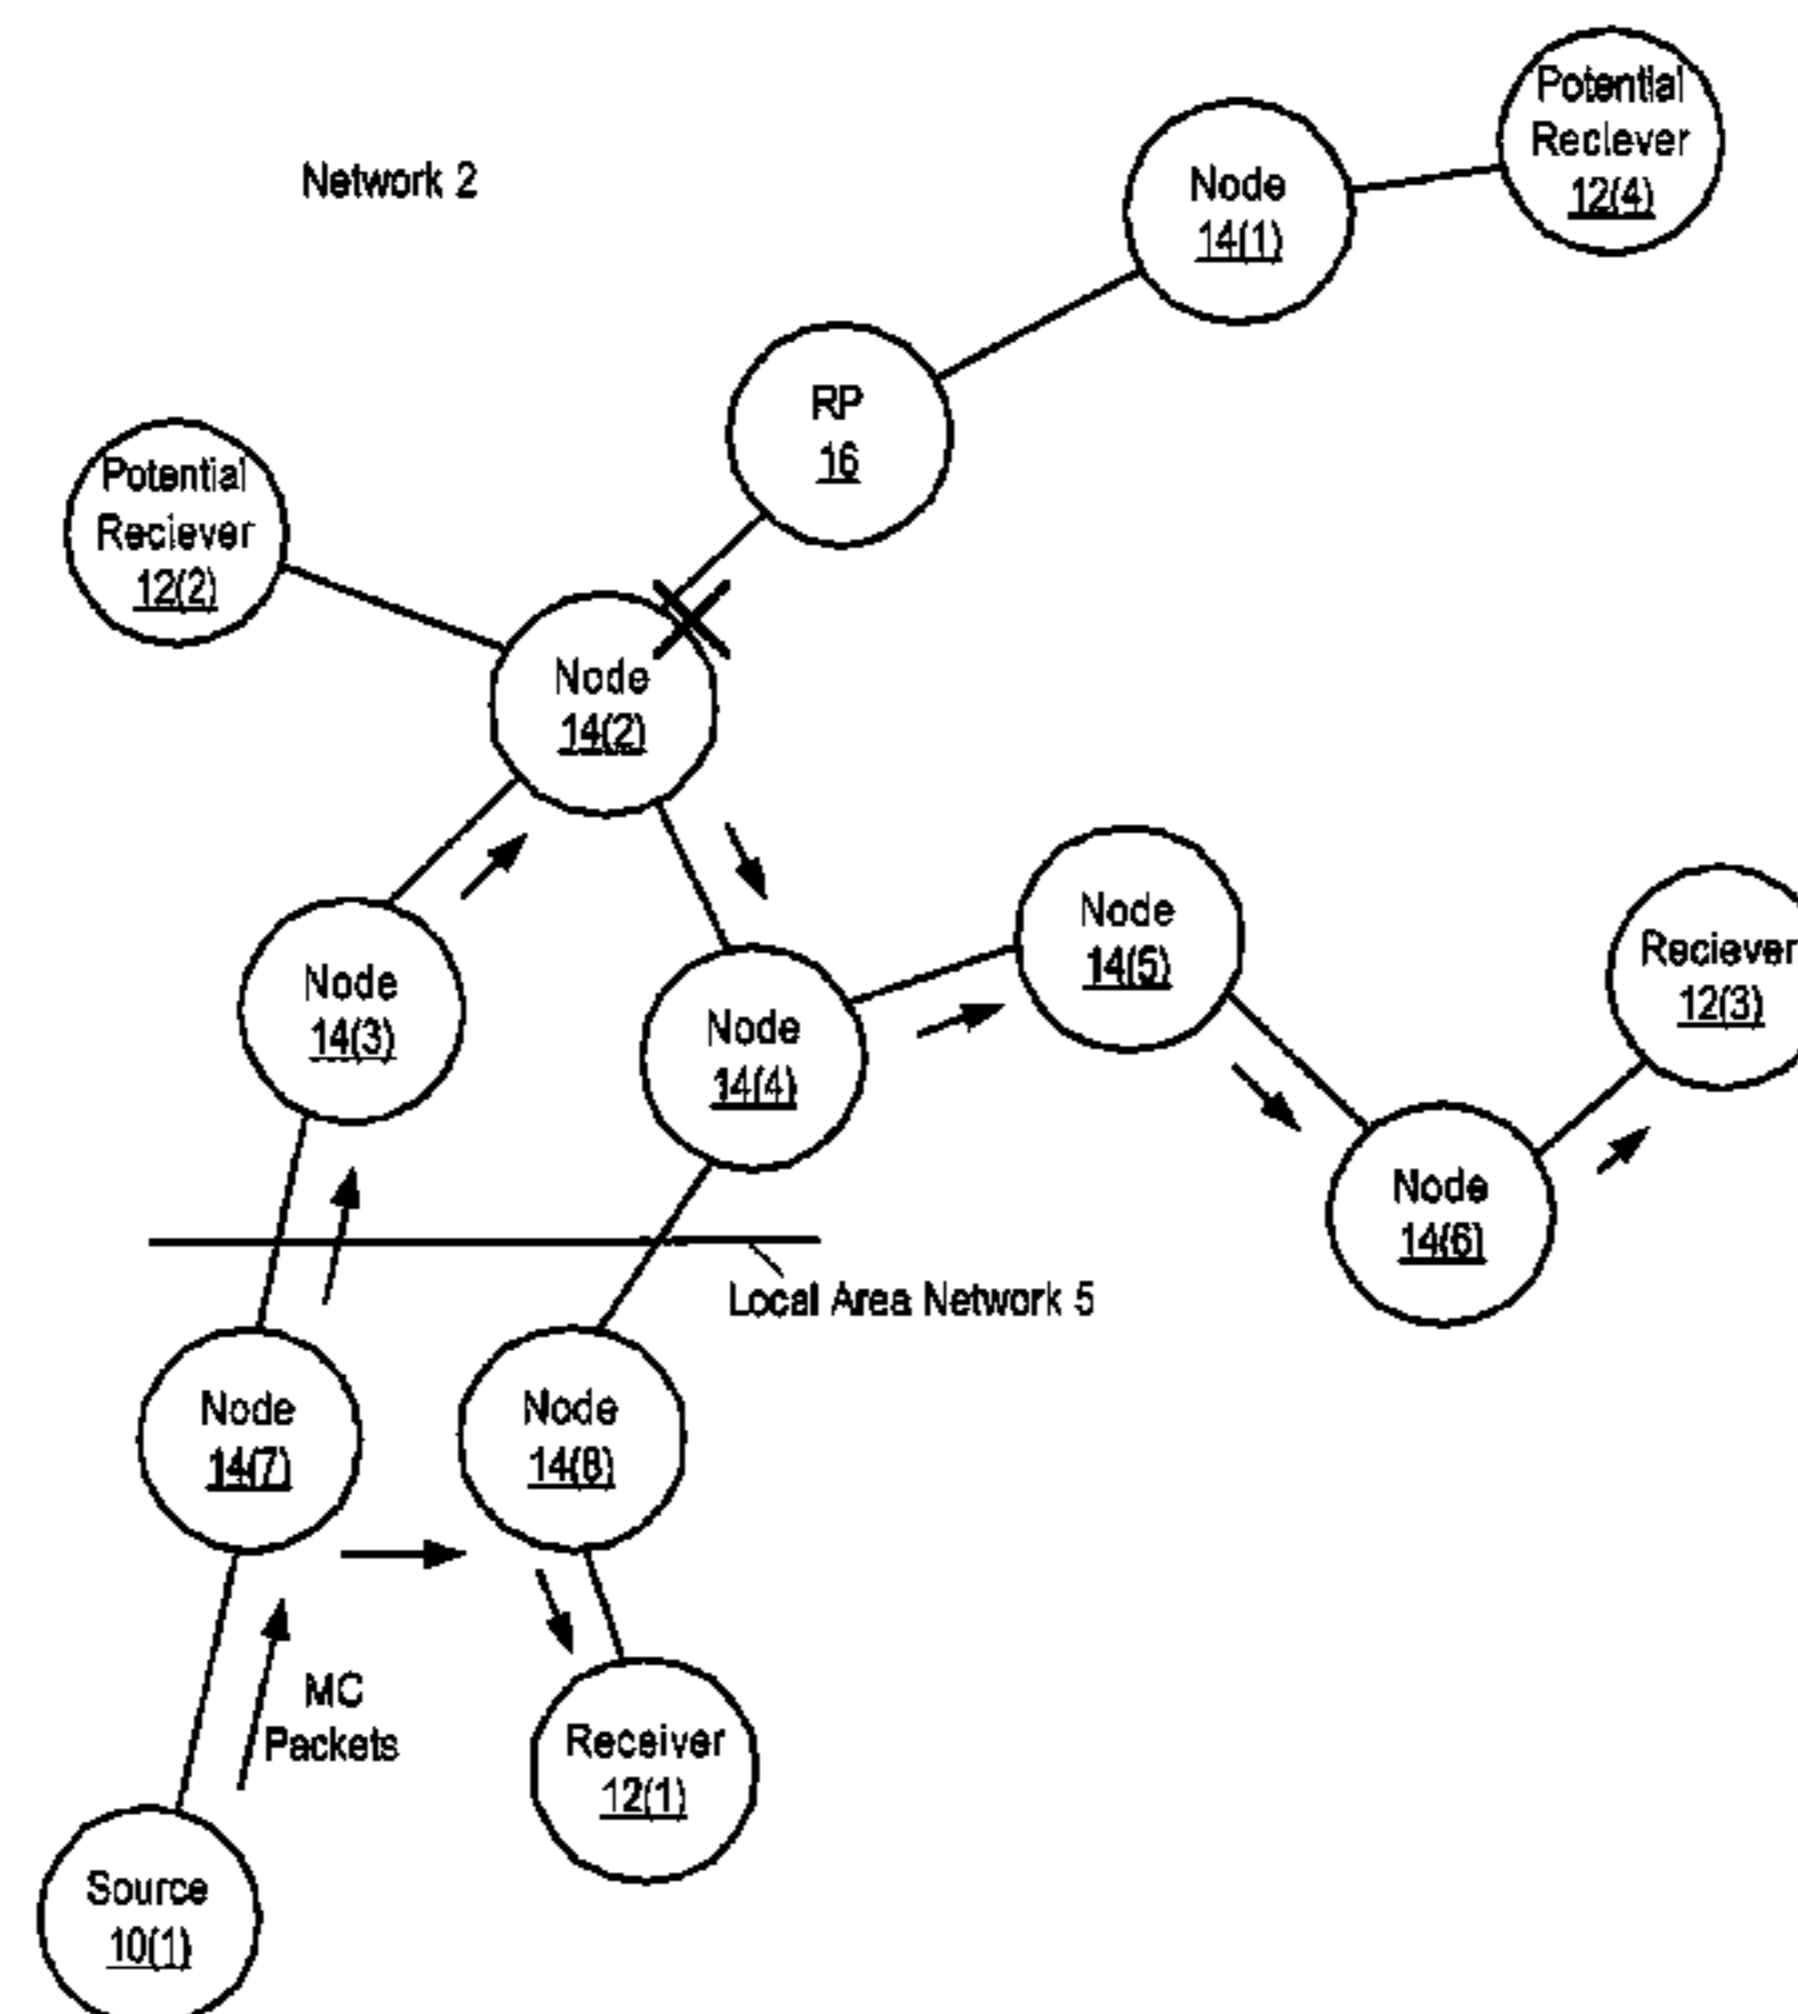 Potential
Reciever
12(4)
Network 2
Node
14(1)
RP
16
Potential
Reciever
12(2)
Node
14(2)
Node
14(5)
Reciever
12(3)
Node
14(3)
Node
14(4)
Node
14(6)
Local Area Network 5
Node
14(7)
Node
14(8)
MC
Packets
Receiver
12(1)
Source
10(1)